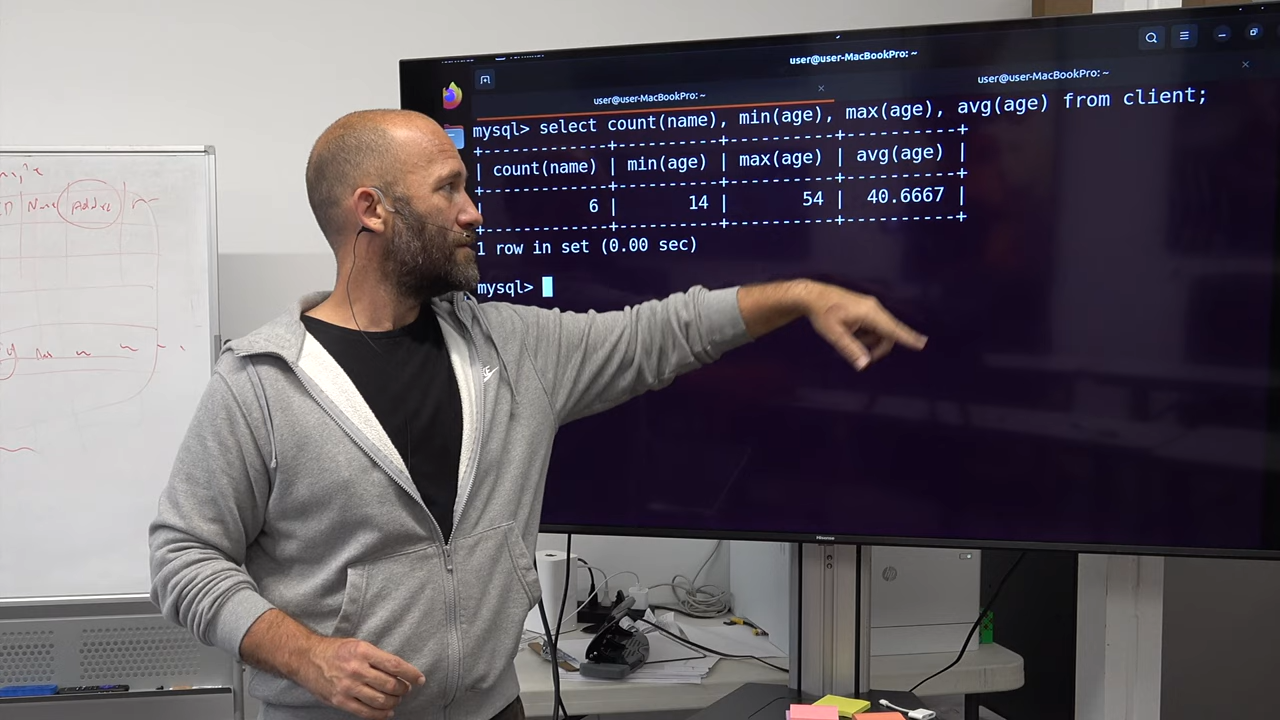 user@user-MacBookPro: ~
user@user-MacBookPro: ~
user@user-MacBookPro: ~
mysql> select count(name), min(age), max(age), avg(age) from client;
+-------------+----------+----------+----------+
| count(name) | min(age) | max(age) | avg(age) |
+-------------+----------+----------+----------+
| 6 | 14 | 54 | 40.6667 |
+-------------+----------+----------+----------+
1 row in set (0.00 sec)
mysql>
Hisense
hp